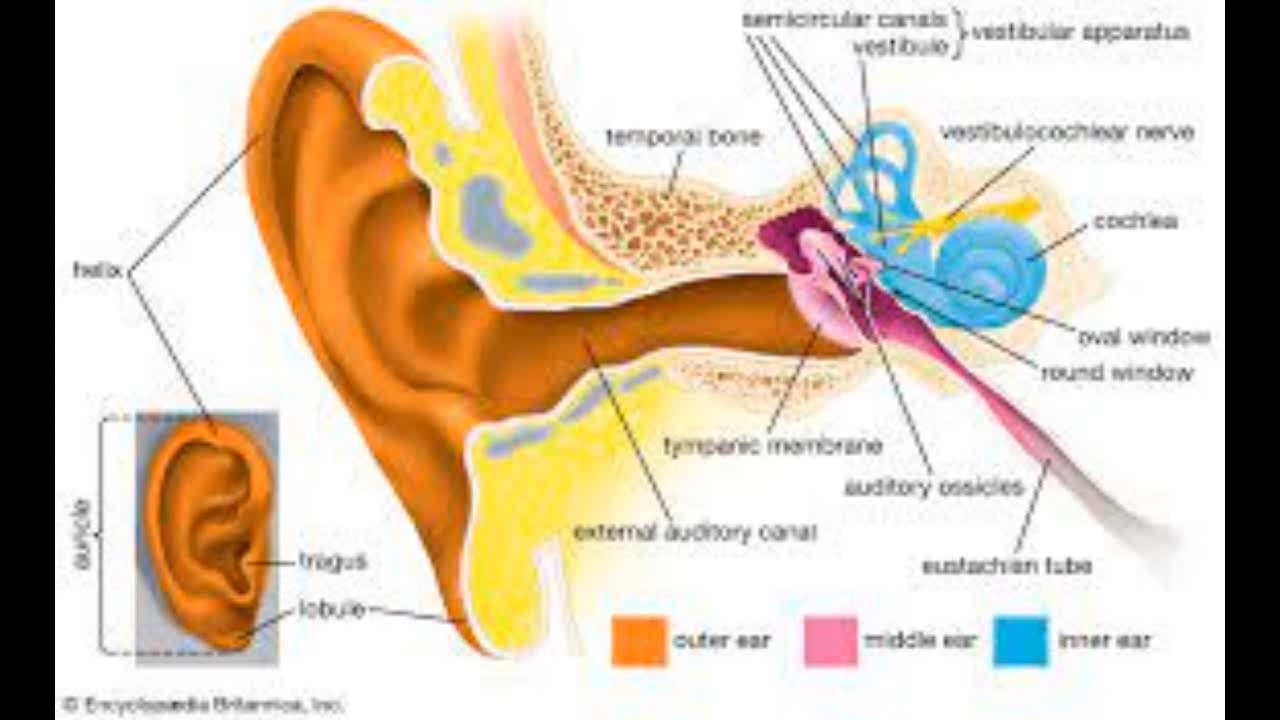 semicircular canals
vestibule
vestibular apparatus
temporal bone
vestibulocochlear nerve
cochlea
helix
oval window
round window
tympanic membrane
auditory ossicles
external auditory canal
eustachian tube
auricle
tragus
lobule
outer ear
middle ear
inner ear
© Encyclopædia Britannica, Inc.